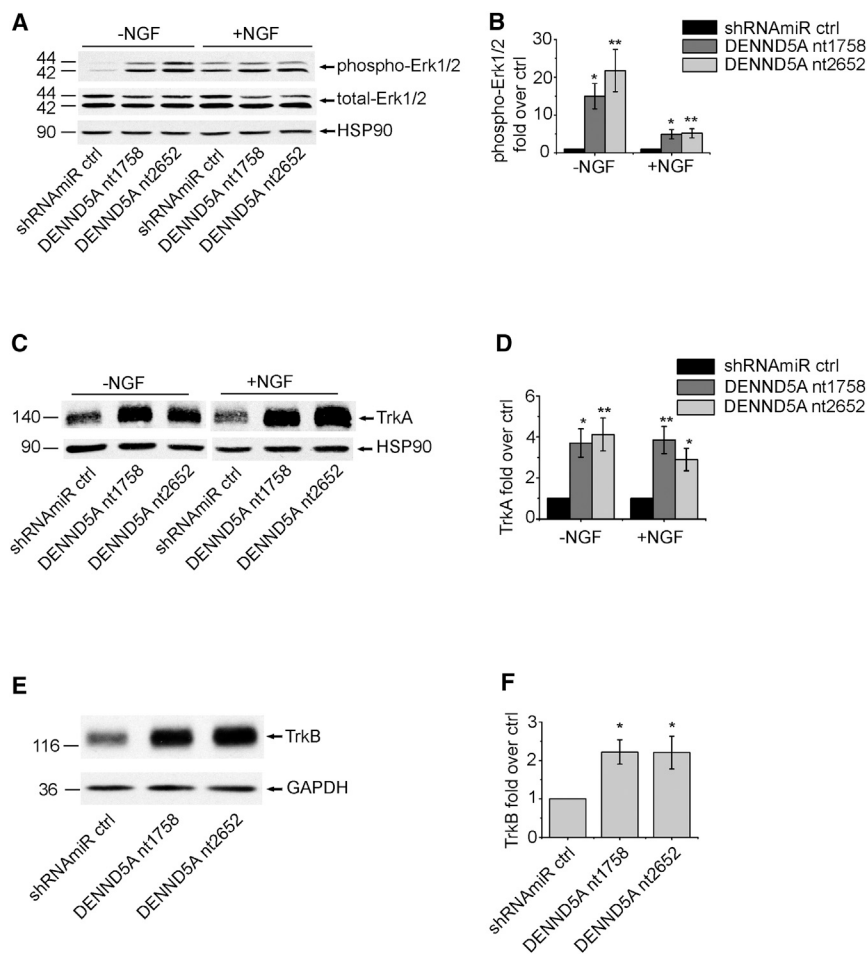 A
-NGF +NGF
44
42
phospho-Erk1/2
44
42
total-Erk1/2
90
HSP90
shRNAmiR ctrl
DENND5A nt1758
DENND5A nt2652
shRNAmiR ctrl
DENND5A nt1758
DENND5A nt2652
B
shRNAmiR ctrl
DENND5A nt1758
DENND5A nt2652
phospho-Erk1/2
fold over ctrl
30
20
10
0
* ** * **
-NGF +NGF
C
-NGF +NGF
140
TrkA
90
HSP90
shRNAmiR ctrl
DENND5A nt1758
DENND5A nt2652
shRNAmiR ctrl
DENND5A nt1758
DENND5A nt2652
D
shRNAmiR ctrl
DENND5A nt1758
DENND5A nt2652
TrkA fold over ctrl
6
4
2
0
* ** ** *
-NGF +NGF
E
116
TrkB
36
GAPDH
shRNAmiR ctrl
DENND5A nt1758
DENND5A nt2652
F
TrkB fold over ctrl
3
2
1
0
* *
shRNAmiR ctrl
DENND5A nt1758
DENND5A nt2652